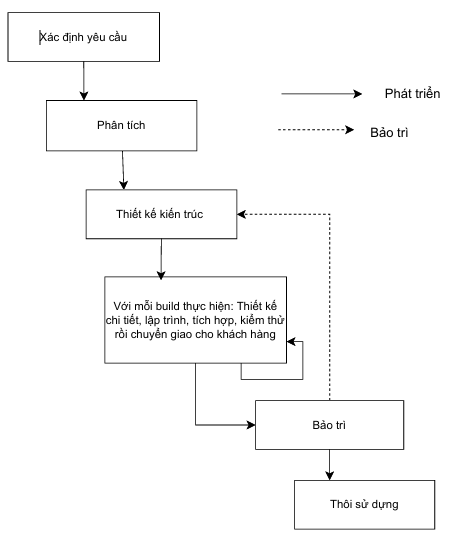 Xác định yêu cầu
Phân tích
Phát triển
Bảo trì
Thiết kế kiến trúc
Với mỗi build thực hiện: Thiết kế
chi tiết, lập trình, tích hợp, kiểm thử
rồi chuyển giao cho khách hàng
Bảo trì
Thôi sử dụng